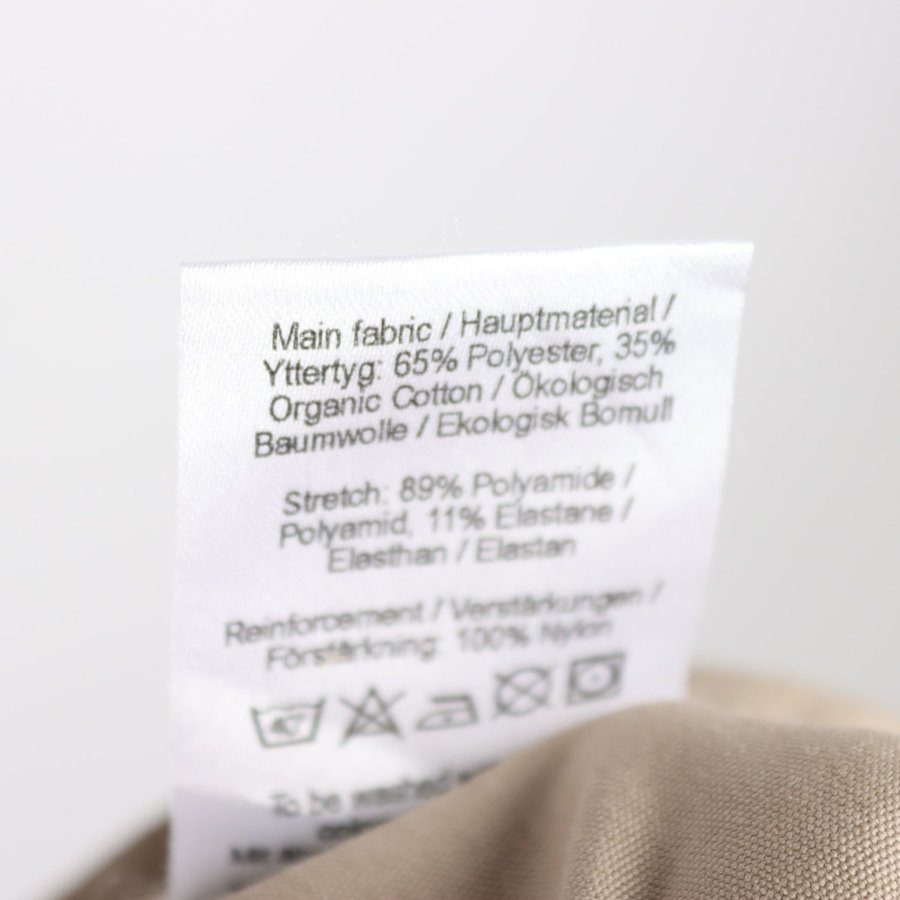 Main fabric / Hauptmaterial /
Yttertyg: 65% Polyester, 35%
Organic Cotton / Ökologisch
Baumwolle / Ekologisk Bomull
Stretch: 89% Polyamide /
Polyamid, 11% Elastane /
Elasthan / Elastan
Reinforcement / Verstärkungen /
Förstärkning: 100% Nylon
To be washed